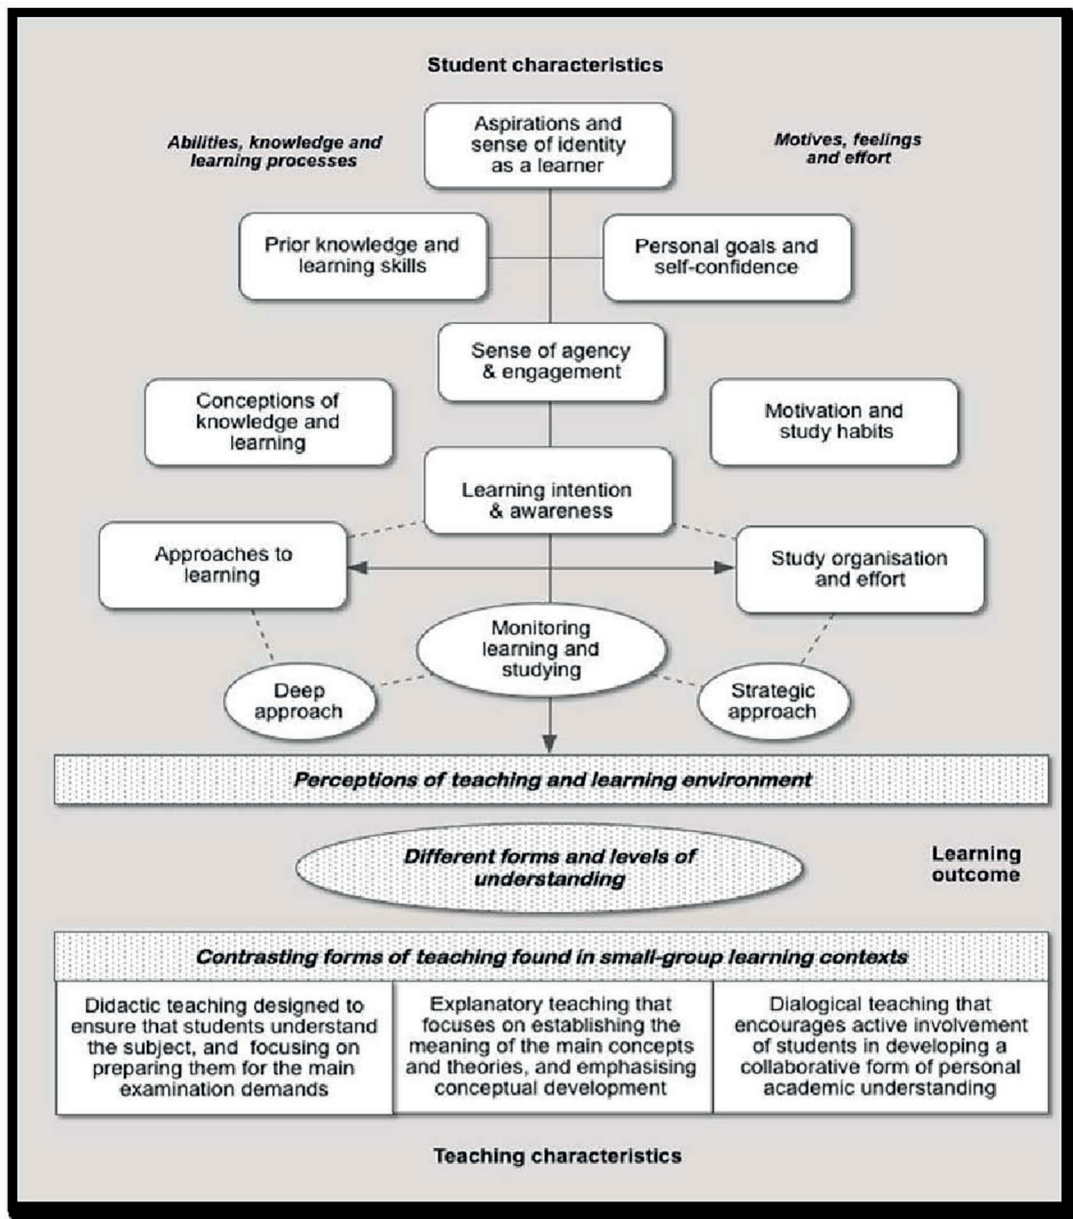 Student characteristics
Abilities, knowledge and
learning processes
Aspirations and
sense of identity
as a learner
Motives, feelings
and effort
Prior knowledge and
learning skills
Personal goals and
self-confidence
Sense of agency
& engagement
Conceptions of
knowledge and
learning
Motivation and
study habits
Learning intention
& awareness
Approaches to
learning
Study organisation
and effort
Monitoring
learning and
studying
Deep
approach
Strategic
approach
Perceptions of teaching and learning environment
Different forms and levels of
understanding
Learning
outcome
Contrasting forms of teaching found in small-group learning contexts
Didactic teaching designed to
ensure that students understand
the subject, and focusing on
preparing them for the main
examination demands
Explanatory teaching that
focuses on establishing the
meaning of the main concepts
and theories, and emphasising
conceptual development
Dialogical teaching that
encourages active involvement
of students in developing a
collaborative form of personal
academic understanding
Teaching characteristics